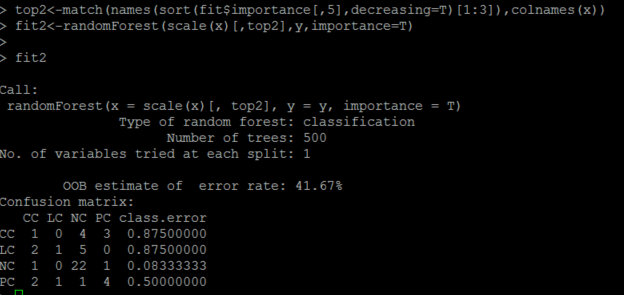 > top2<-match(names(sort(fit$importance[,5],decreasing=T)[1:3]),colnames(x))
> fit2<-randomForest(scale(x)[,top2],y,importance=T)
>
> fit2
Call:
randomForest(x = scale(x)[, top2], y = y, importance = T)
Type of random forest: classification
Number of trees: 500
No. of variables tried at each split: 1
OOB estimate of  error rate: 41.67%
Confusion matrix:
CC LC NC PC class.error
CC  1  0  4  3  0.87500000
LC  2  1  5  0  0.87500000
NC  1  0 22  1  0.08333333
PC  2  1  1  4  0.50000000